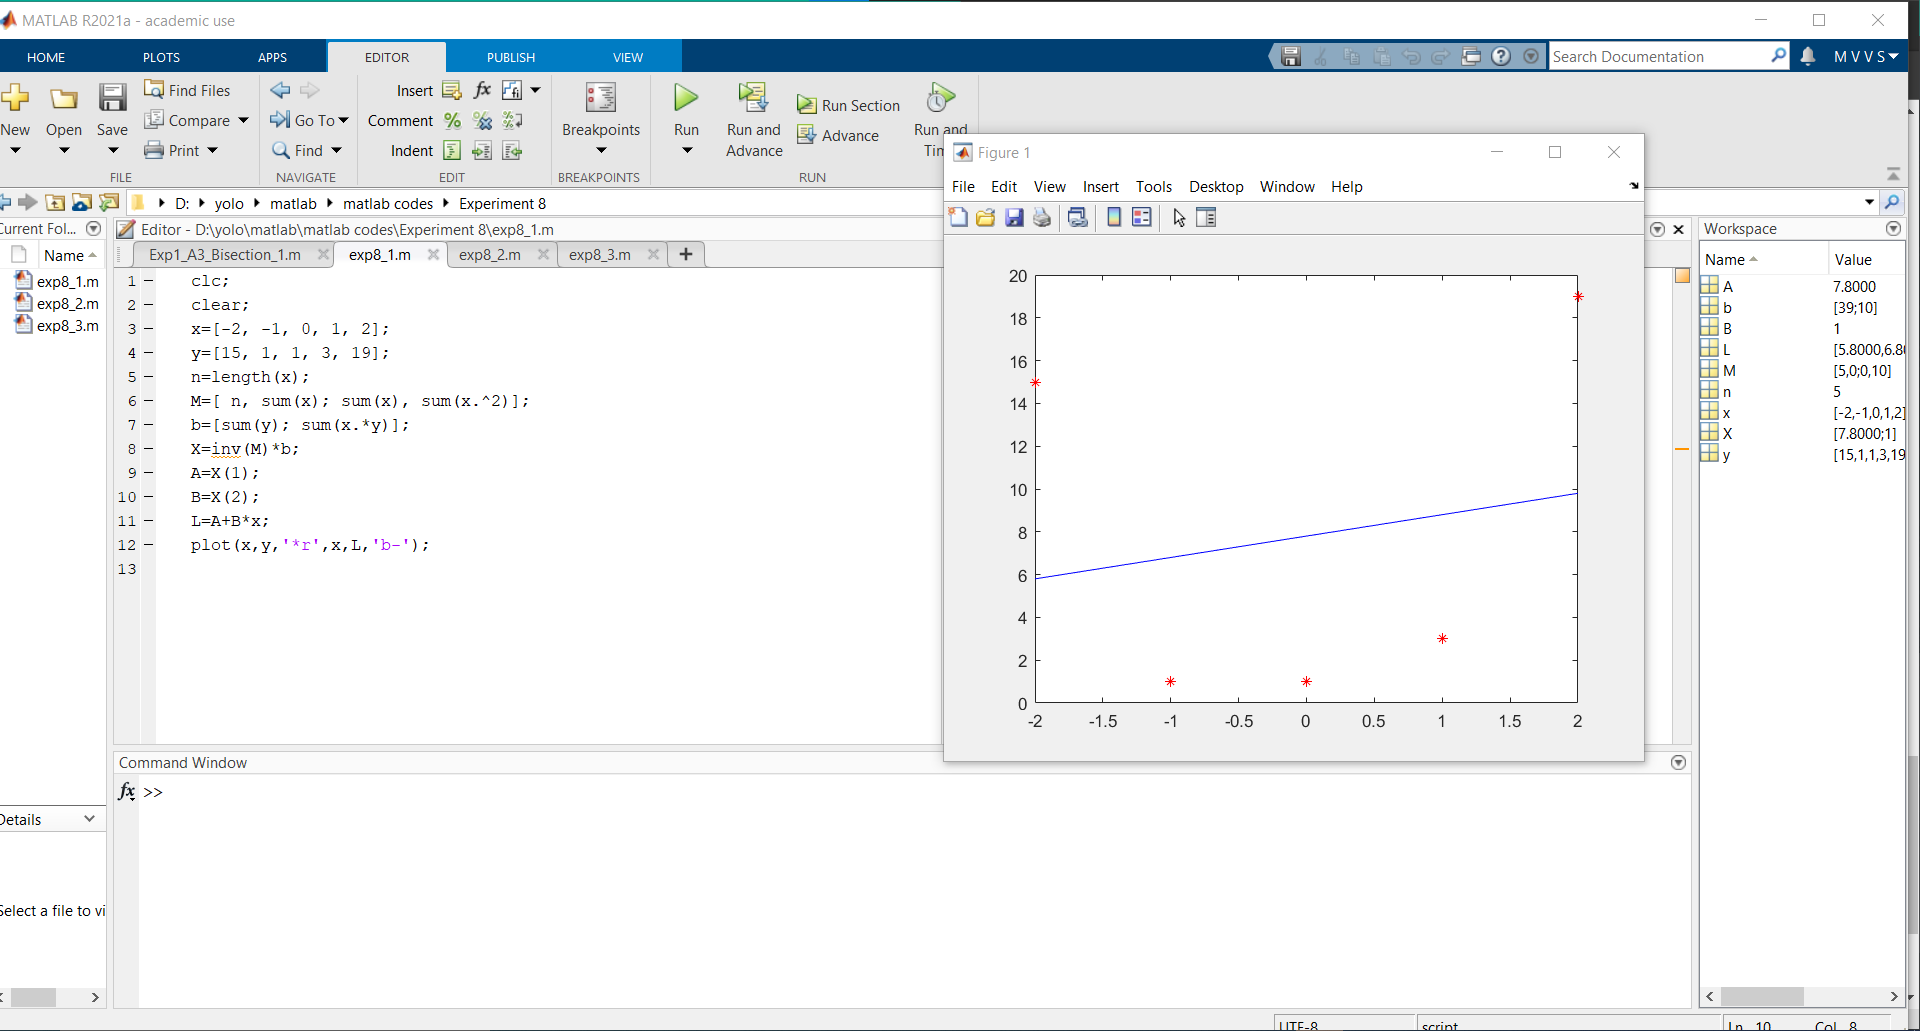 MATLAB R2021a - academic use
HOME PLOTS APPS EDITOR PUBLISH VIEW Search Documentation M V V S
New Open Save Find Files Compare Print
FILE
Go To Find
NAVIGATE
Insert fx
Comment
Indent
EDIT
Breakpoints
BREAKPOINTS
Run Run and Advance Run Section Advance Run and
RUN
D: yolo matlab matlab codes Experiment 8
Current Fol...
Name
exp8_1.m
exp8_2.m
exp8_3.m
Details
Select a file to vi
Editor - D:\yolo\matlab\matlab codes\Experiment 8\exp8_1.m
Exp1_A3_Bisection_1.m exp8_1.m exp8_2.m exp8_3.m +
1 clc;
2 clear;
3 x=[-2, -1, 0, 1, 2];
4 y=[15, 1, 1, 3, 19];
5 n=length(x);
6 M=[ n, sum(x); sum(x), sum(x.^2)];
7 b=[sum(y); sum(x.*y)];
8 X=inv(M)*b;
9 A=X(1);
10 B=X(2);
11 L=A+B*x;
12 plot(x,y,'*r',x,L,'b-');
13
Command Window
fx >>
Figure 1
File Edit View Insert Tools Desktop Window Help
20
18
16
14
12
10
8
6
4
2
0
-2 -1.5 -1 -0.5 0 0.5 1 1.5 2
Workspace
Name Value
A 7.8000
b [39;10]
B 1
L [5.8000,6.80
M [5,0;0,10]
n 5
x [-2,-1,0,1,2]
X [7.8000;1]
y [15,1,1,3,19
UTF-8 script Ln 10 Col 8